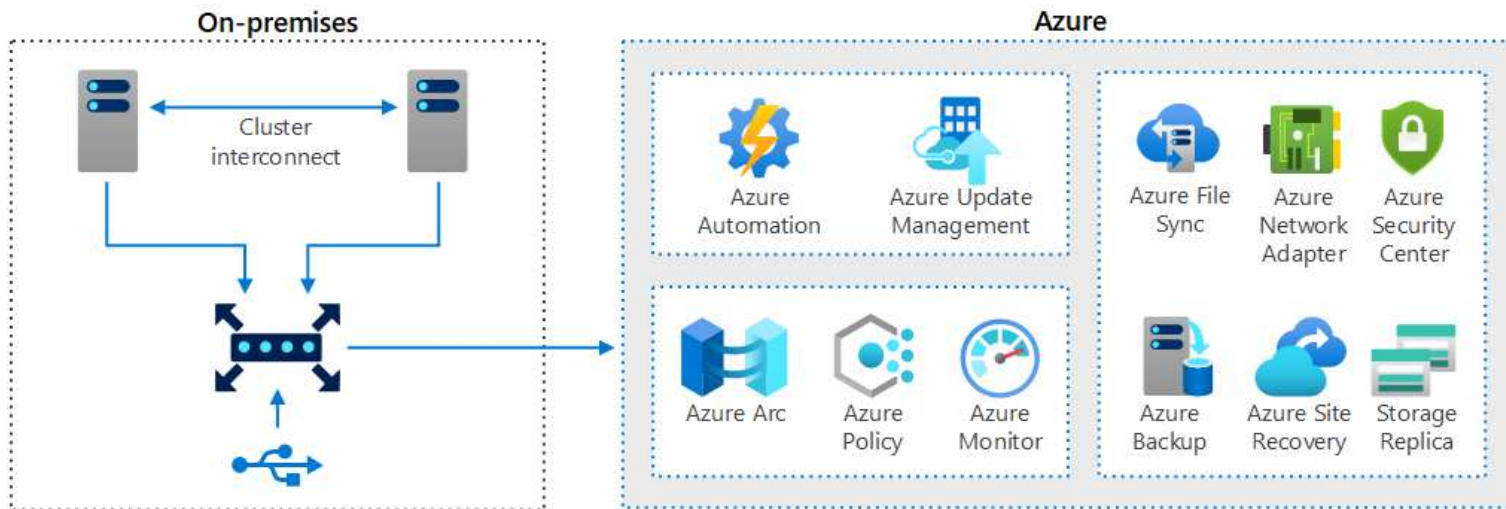 On-premises
Azure
Cluster
interconnect
Azure
Automation
Azure Update
Management
Azure File
Sync
Azure
Network
Adapter
Azure
Security
Center
Azure Arc
Azure
Policy
Azure
Monitor
Azure
Backup
Azure Site
Recovery
Storage
Replica